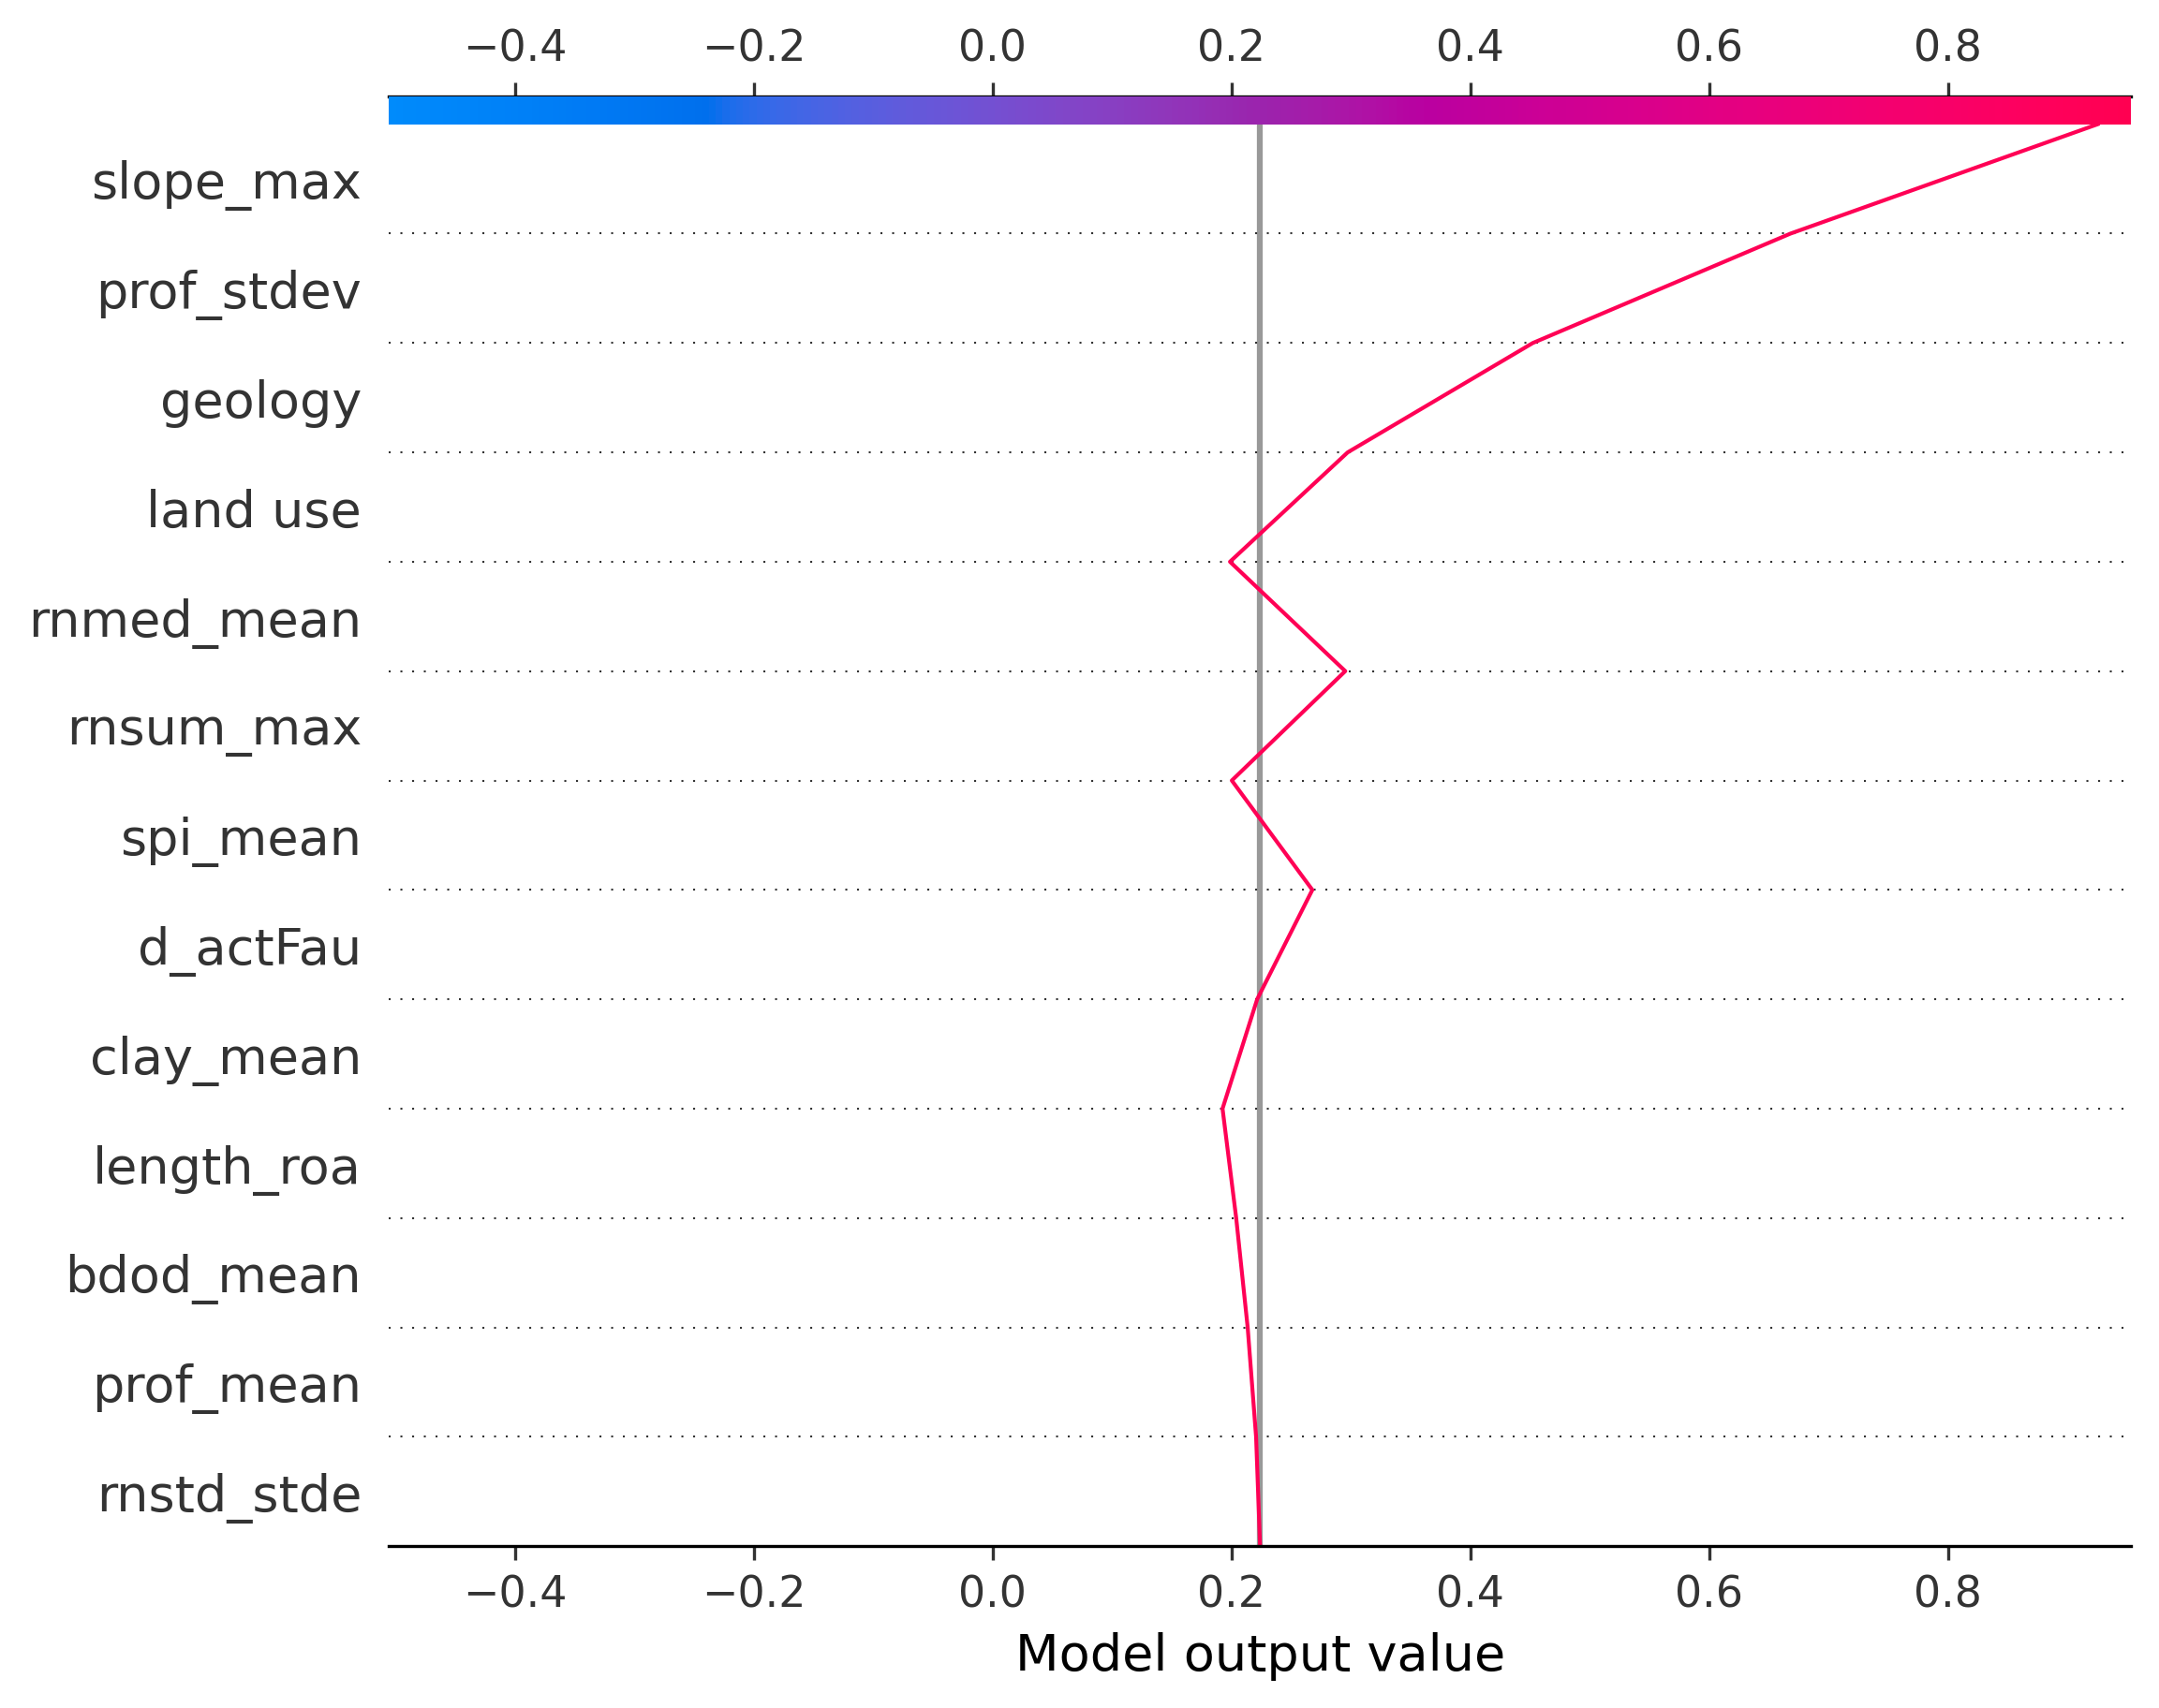 −0.4 −0.2 0.0 0.2 0.4 0.6 0.8
slope_max
prof_stdev
geology
land use
rnmed_mean
rnsum_max
spi_mean
d_actFau
clay_mean
length_roa
bdod_mean
prof_mean
rnstd_stde
−0.4 −0.2 0.0 0.2 0.4 0.6 0.8
Model output value